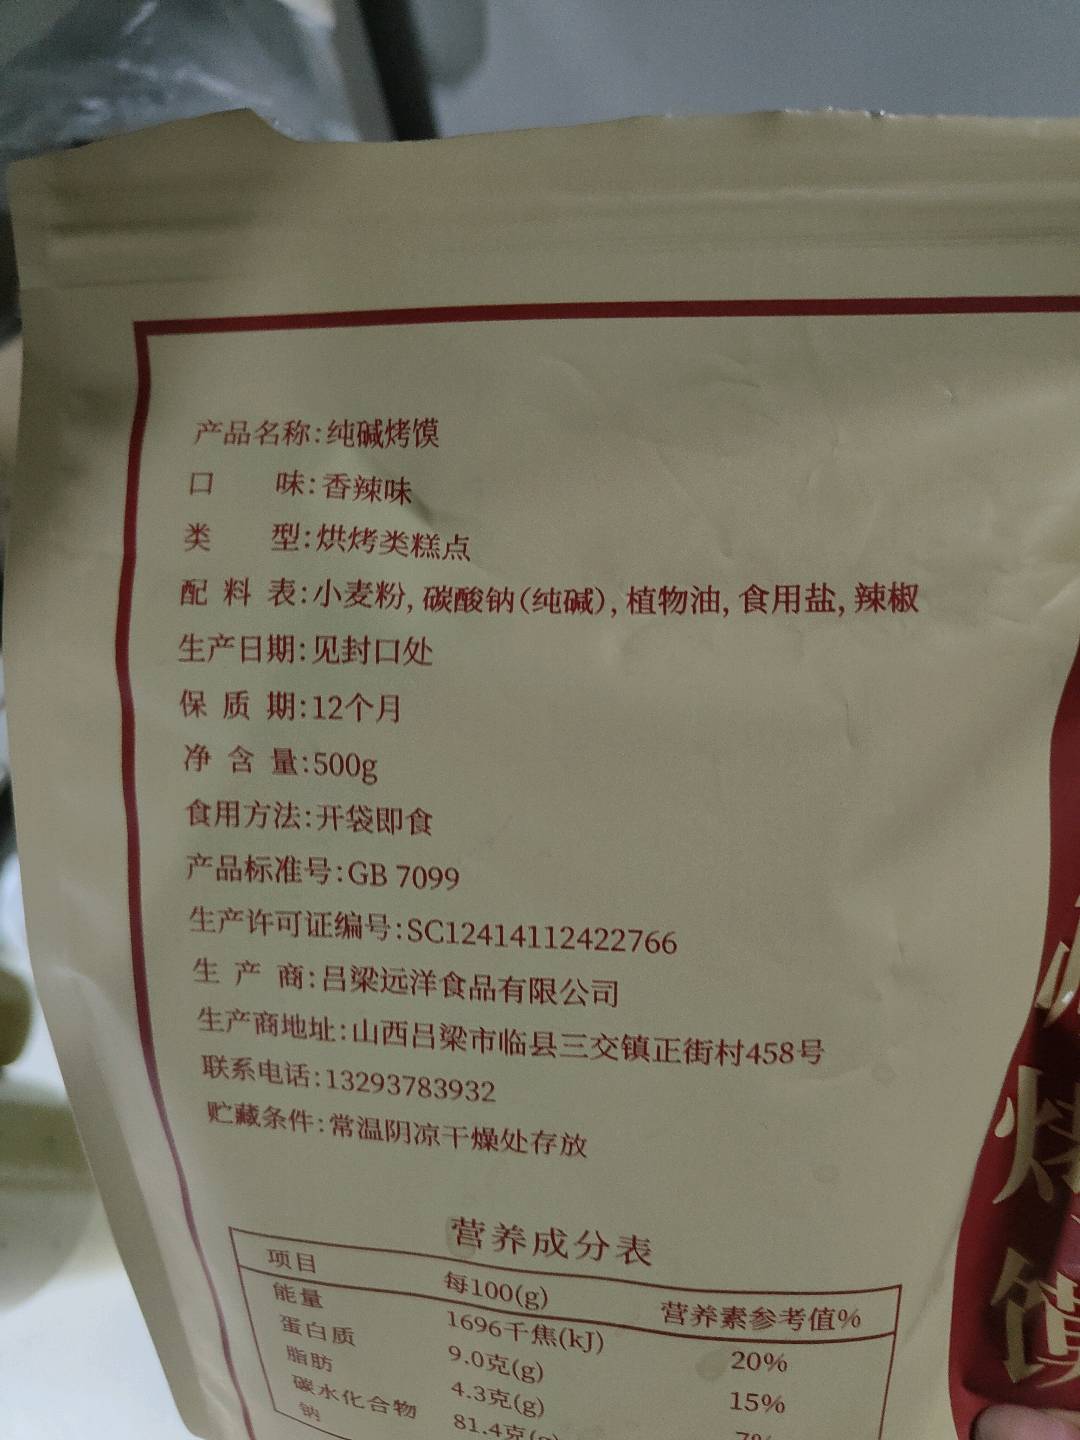 产品名称:纯碱烤馍
口 味:香辣味
类 型:烘烤类糕点
配 料 表:小麦粉,碳酸钠(纯碱),植物油,食用盐,辣椒
生产日期:见封口处
保 质 期:12个月
净 含 量:500g
食用方法:开袋即食
产品标准号:GB 7099
生产许可证编号:SC12414112422766
生 产 商:吕梁远洋食品有限公司
生产商地址:山西吕梁市临县三交镇正街村458号
联系电话:13293783932
贮藏条件:常温阴凉干燥处存放
营养成分表
项目 每100(g) 营养素参考值%
能量 1696千焦(kJ) 20%
蛋白质 9.0克(g) 15%
脂肪 4.3克(g) 7%
碳水化合物 81.4克(g)
钠
烤
馍